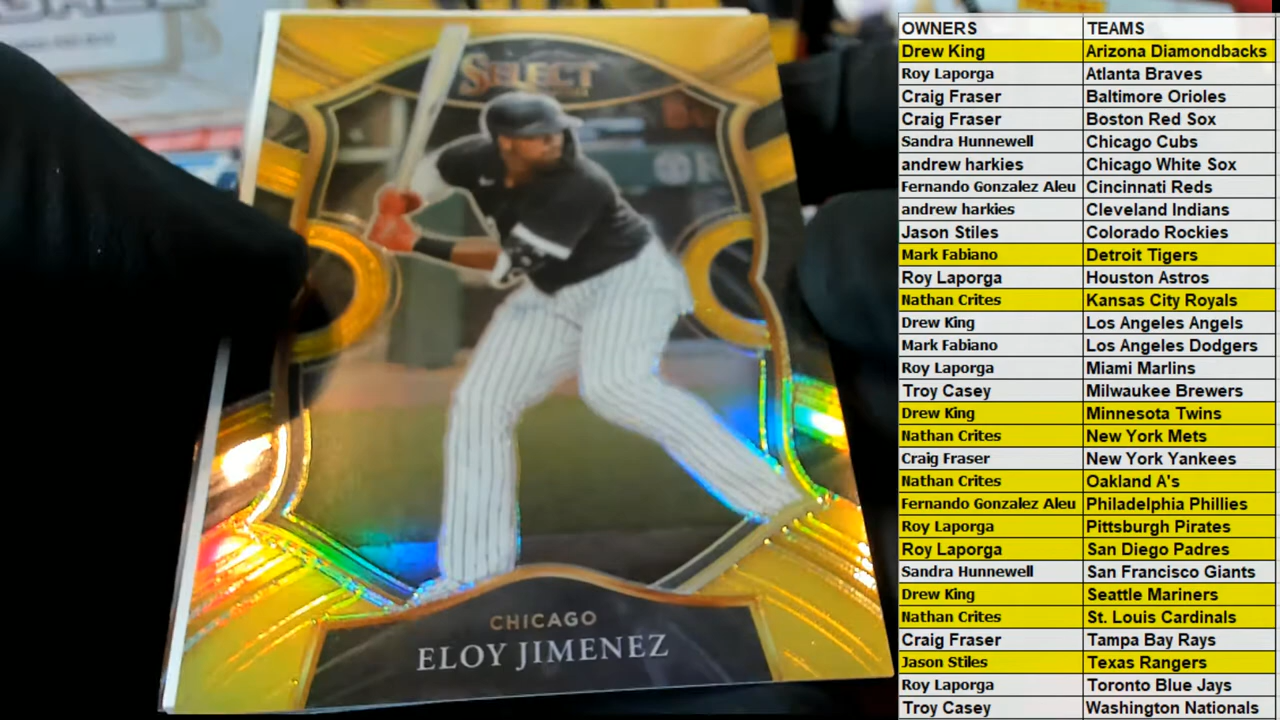 SELECT
CHICAGO
ELOY JIMENEZ
OWNERS TEAMS
Drew King Arizona Diamondbacks
Roy Laporga Atlanta Braves
Craig Fraser Baltimore Orioles
Craig Fraser Boston Red Sox
Sandra Hunnewell Chicago Cubs
andrew harkies Chicago White Sox
Fernando Gonzalez Aleu Cincinnati Reds
andrew harkies Cleveland Indians
Jason Stiles Colorado Rockies
Mark Fabiano Detroit Tigers
Roy Laporga Houston Astros
Nathan Crites Kansas City Royals
Drew King Los Angeles Angels
Mark Fabiano Los Angeles Dodgers
Roy Laporga Miami Marlins
Troy Casey Milwaukee Brewers
Drew King Minnesota Twins
Nathan Crites New York Mets
Craig Fraser New York Yankees
Nathan Crites Oakland A's
Fernando Gonzalez Aleu Philadelphia Phillies
Roy Laporga Pittsburgh Pirates
Roy Laporga San Diego Padres
Sandra Hunnewell San Francisco Giants
Drew King Seattle Mariners
Nathan Crites St. Louis Cardinals
Craig Fraser Tampa Bay Rays
Jason Stiles Texas Rangers
Roy Laporga Toronto Blue Jays
Troy Casey Washington Nationals